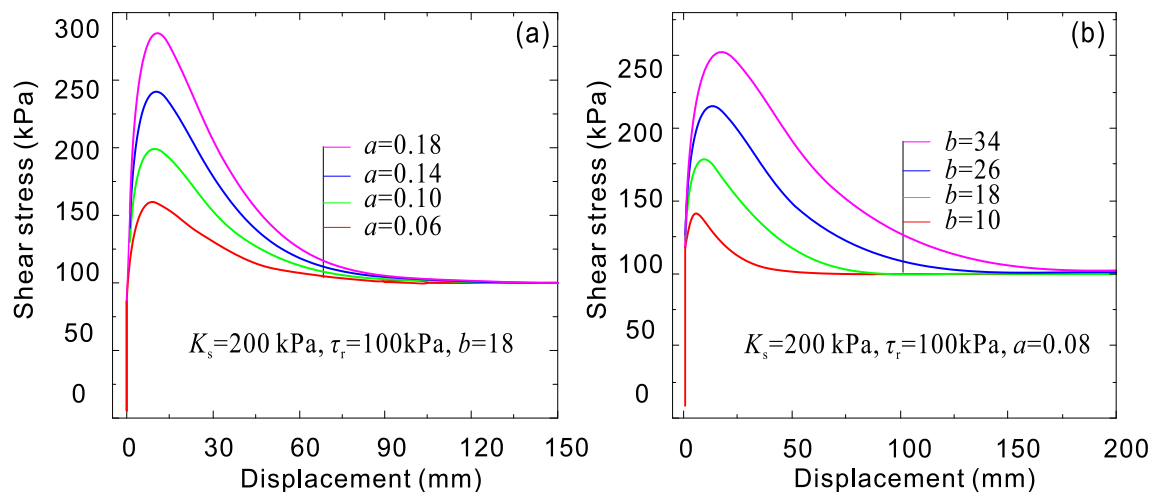 (a)
Shear stress (kPa)
300
250
200
150
100
50
0
a=0.18
a=0.14
a=0.10
a=0.06
Kₛ=200 kPa, τᵣ=100kPa, b=18
0 30 60 90 120 150
Displacement (mm)
(b)
Shear stress (kPa)
250
200
150
100
50
0
b=34
b=26
b=18
b=10
Kₛ=200 kPa, τᵣ=100kPa, a=0.08
0 50 100 150 200
Displacement (mm)